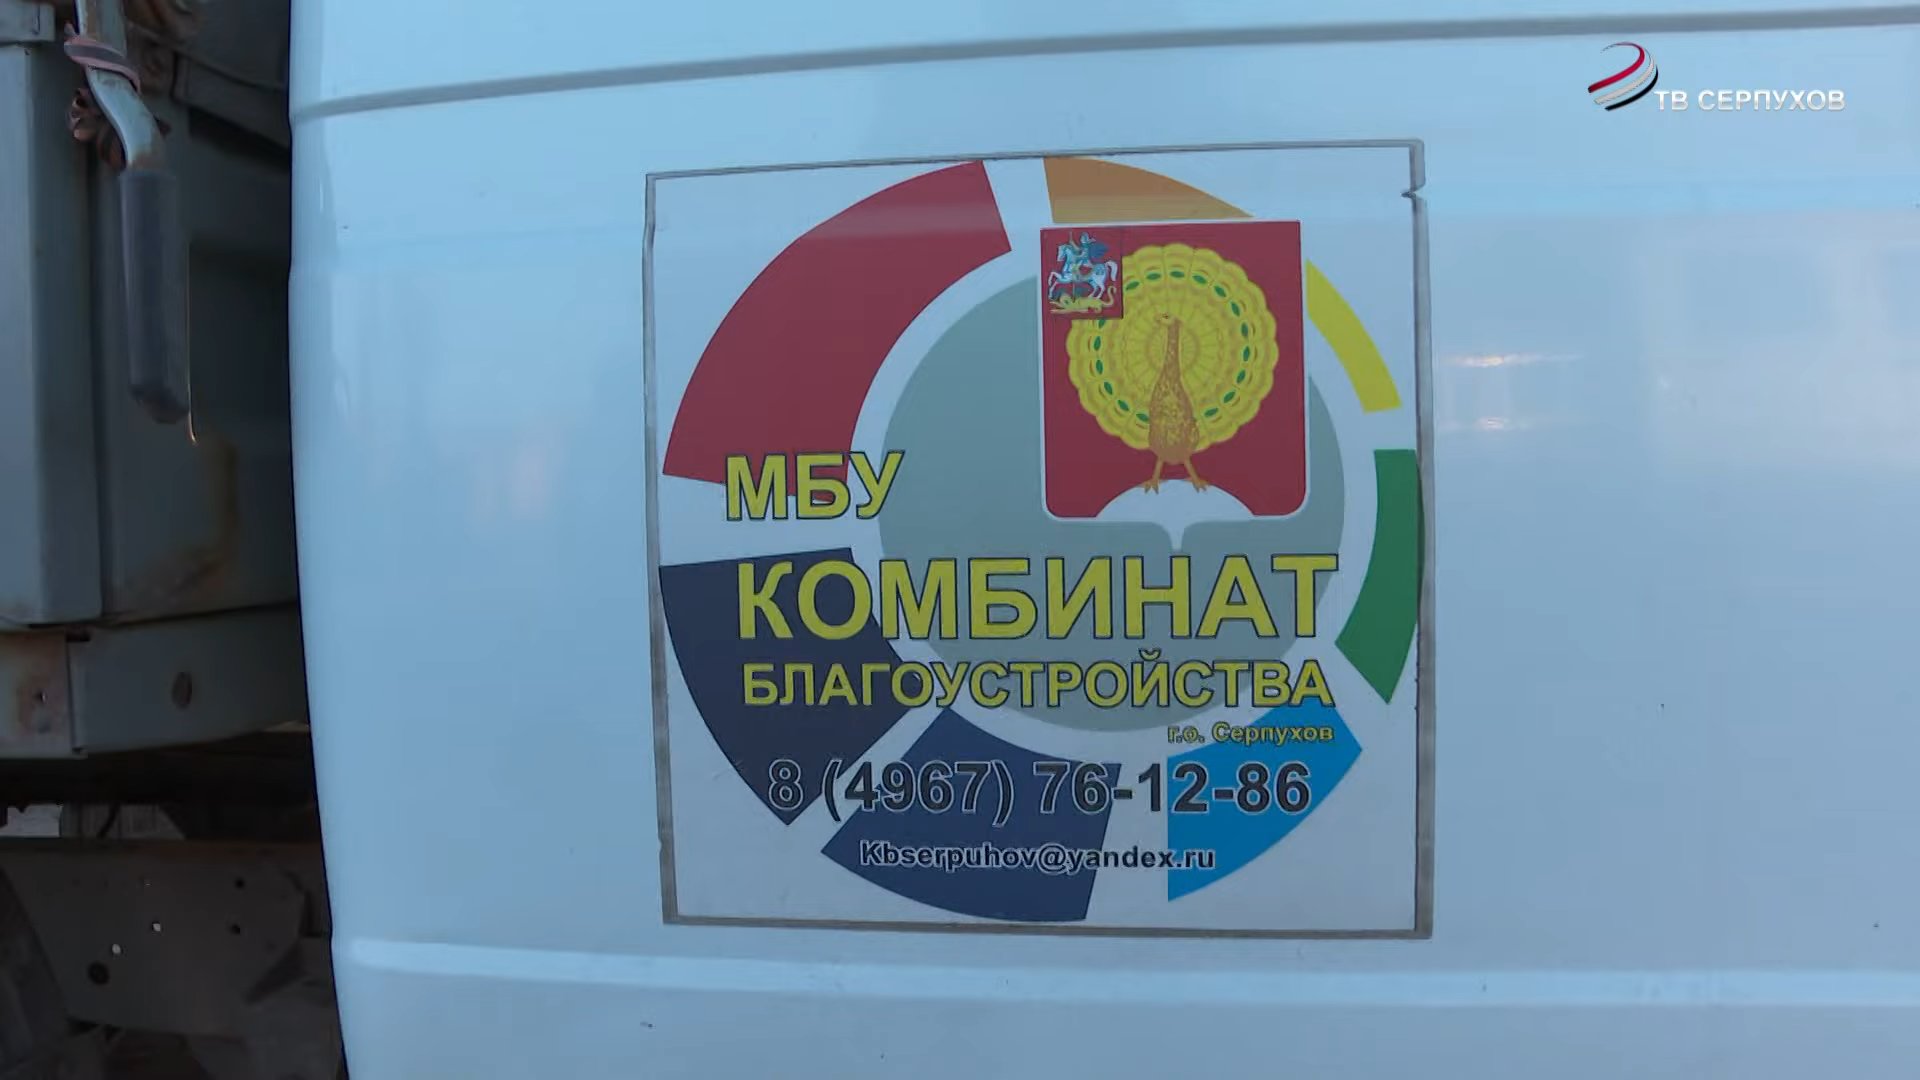 ТВ СЕРПУХОВ
МБУ
КОМБИНАТ
БЛАГОУСТРОЙСТВА
г.о. Серпухов
8 (4967) 76-12-86
Kbserpuhov@yandex.ru